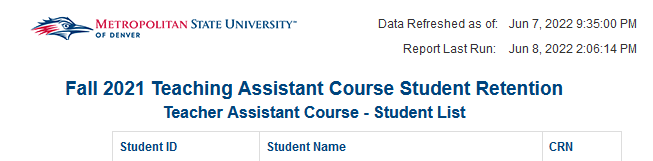 METROPOLITAN STATE UNIVERSITY™
OF DENVER
Data Refreshed as of: Jun 7, 2022 9:35:00 PM
Report Last Run: Jun 8, 2022 2:06:14 PM
Fall 2021 Teaching Assistant Course Student Retention
Teacher Assistant Course - Student List
Student ID Student Name CRN